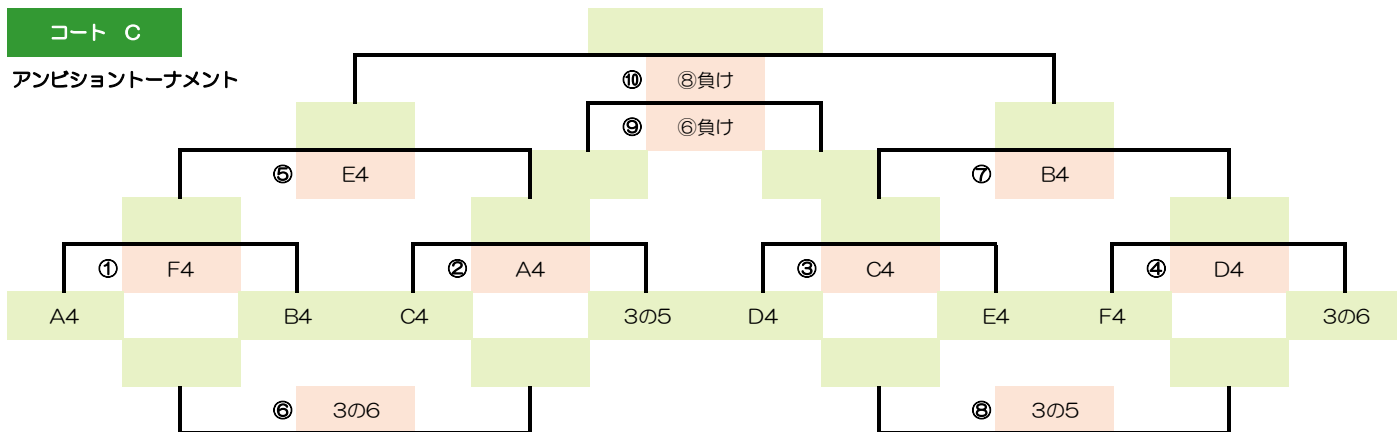 コート C
アンビショントーナメント
⑩ ⑧負け
⑨ ⑥負け
⑤ E4 ⑦ B4
① F4 ② A4 ③ C4 ④ D4
A4 B4 C4 3の5 D4 E4 F4 3の6
⑥ 3の6 ⑧ 3の5